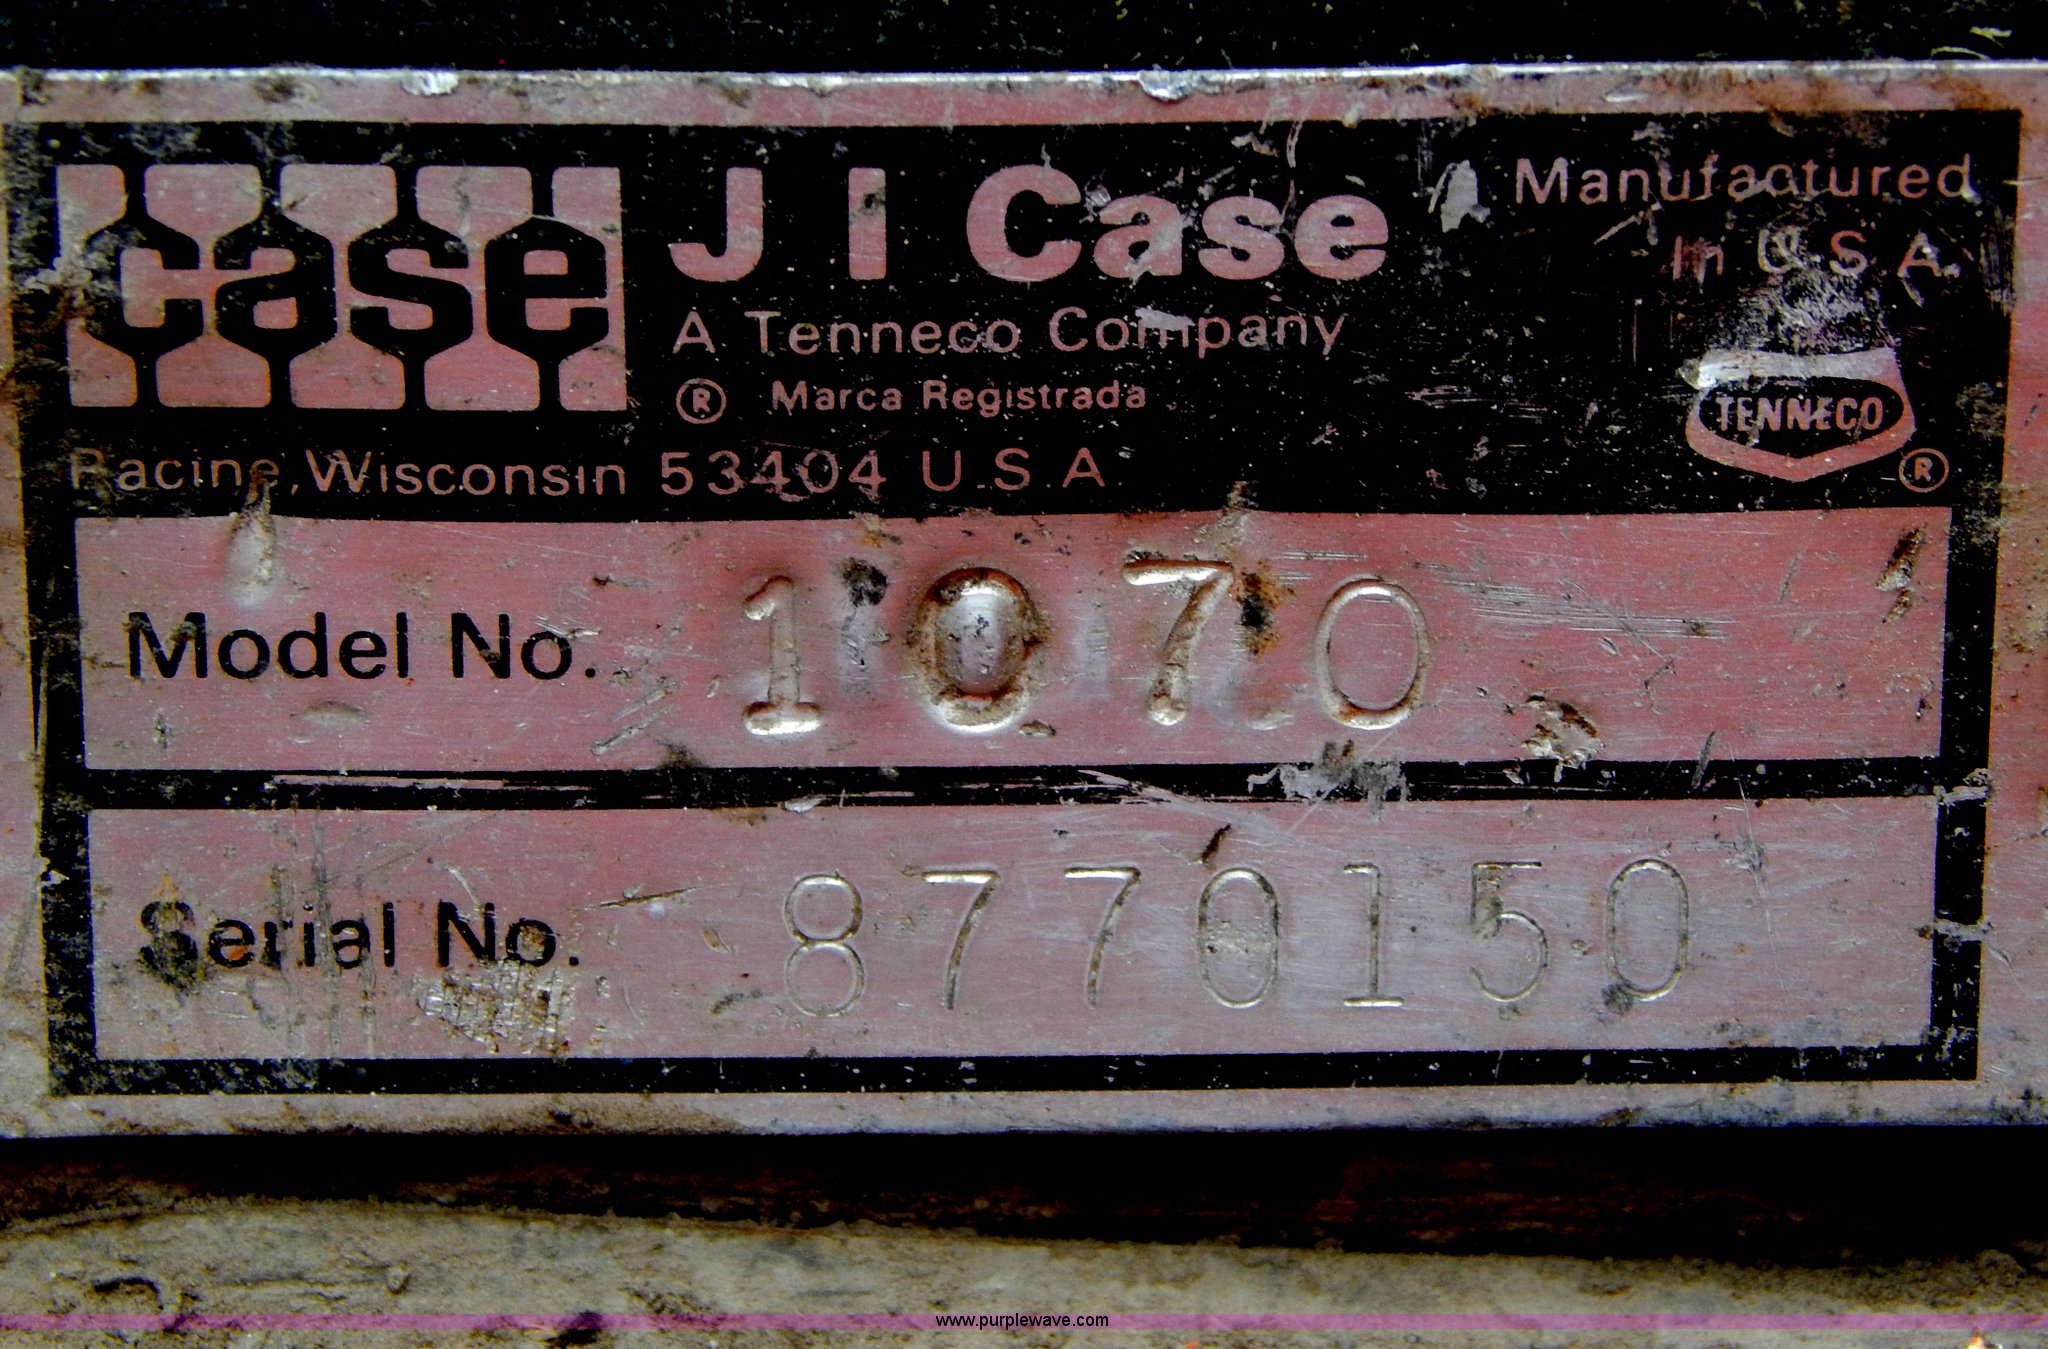 case
J I Case
Manufactured
In U.S.A.
A Tenneco Company
® Marca Registrada
TENNECO
®
Racine, Wisconsin 53404 U.S.A.
Model No. 1070
Serial No. 8770150
www.purplewave.com